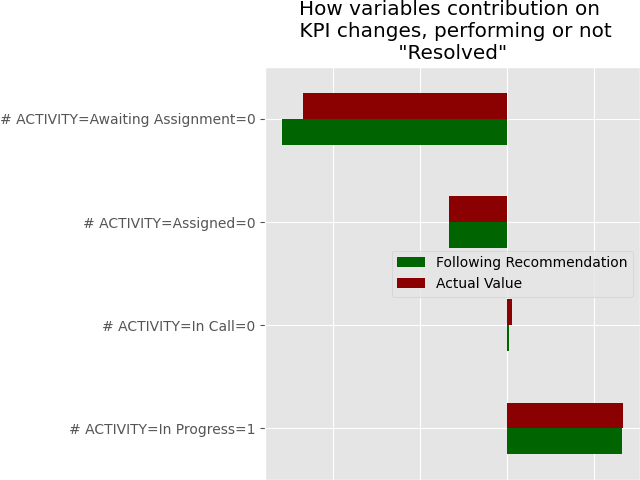 How variables contribution on
KPI changes, performing or not
"Resolved"
# ACTIVITY=Awaiting Assignment=0
# ACTIVITY=Assigned=0
Following Recommendation
Actual Value
# ACTIVITY=In Call=0
# ACTIVITY=In Progress=1